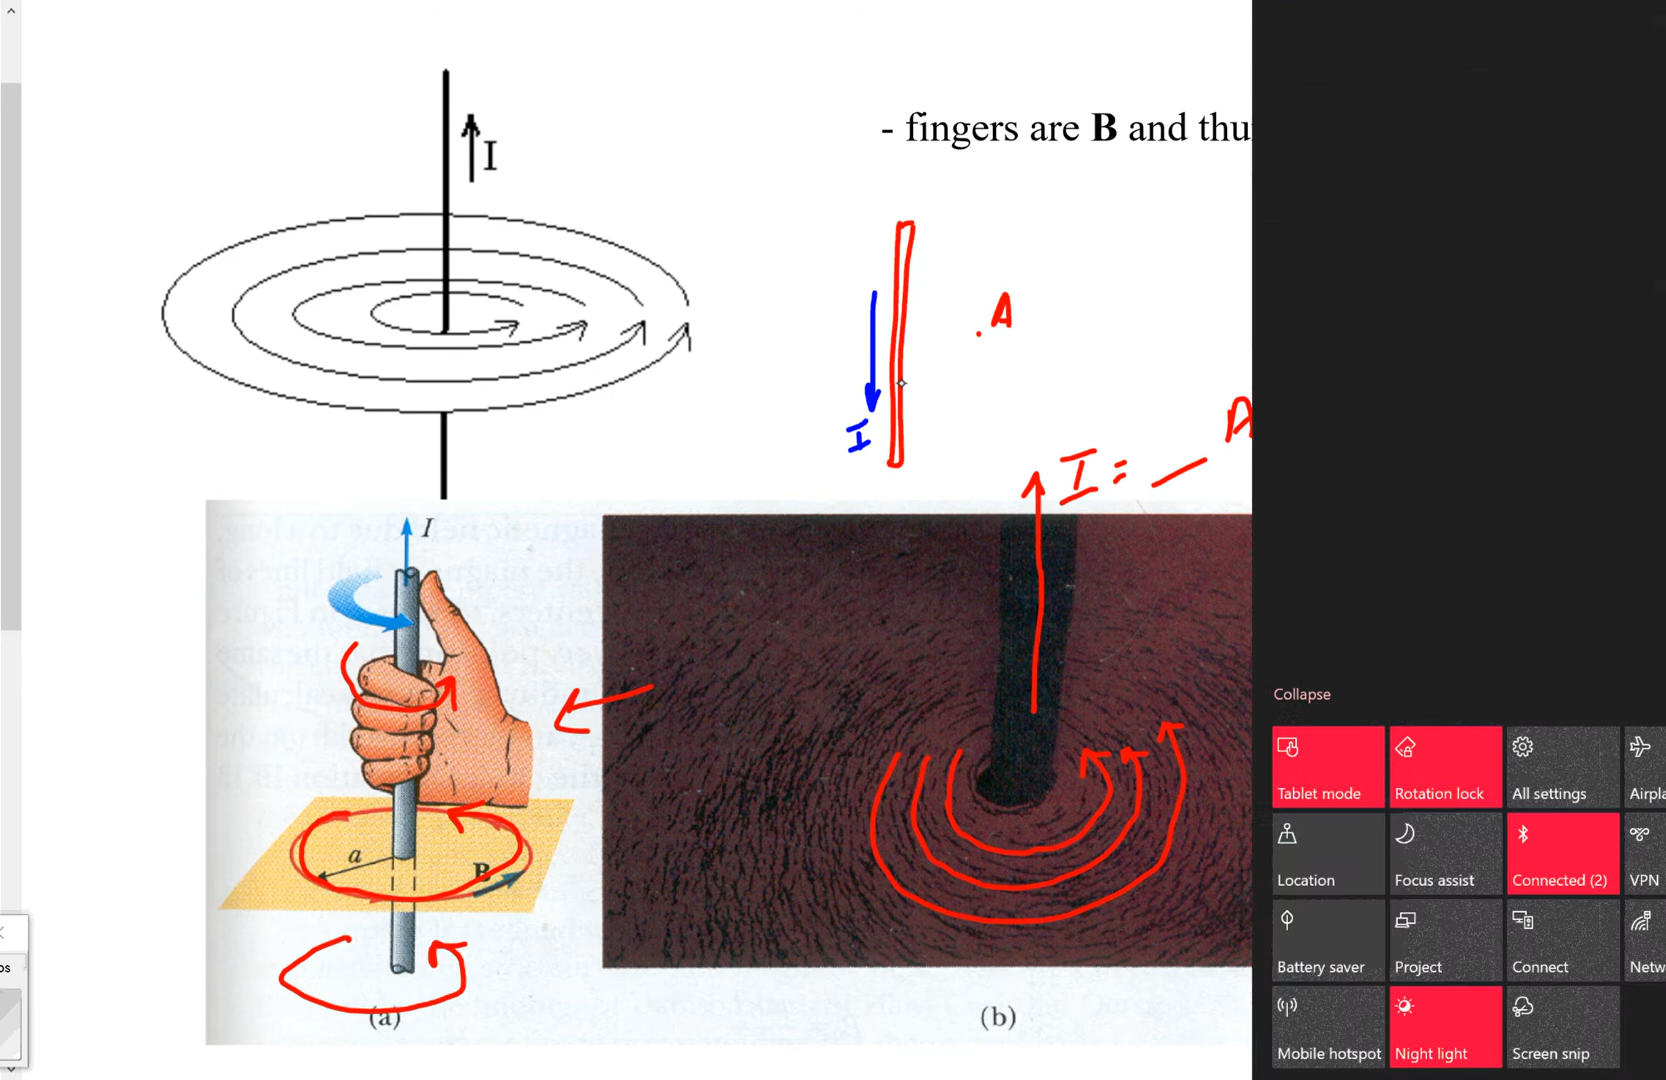 I
- fingers are B and thu
A
I
I = _ A
I
a
B
(a)
(b)
os
Collapse
Tablet mode
Rotation lock
All settings
Airpla
Location
Focus assist
Connected (2)
VPN
Battery saver
Project
Connect
Netw
Mobile hotspot
Night light
Screen snip